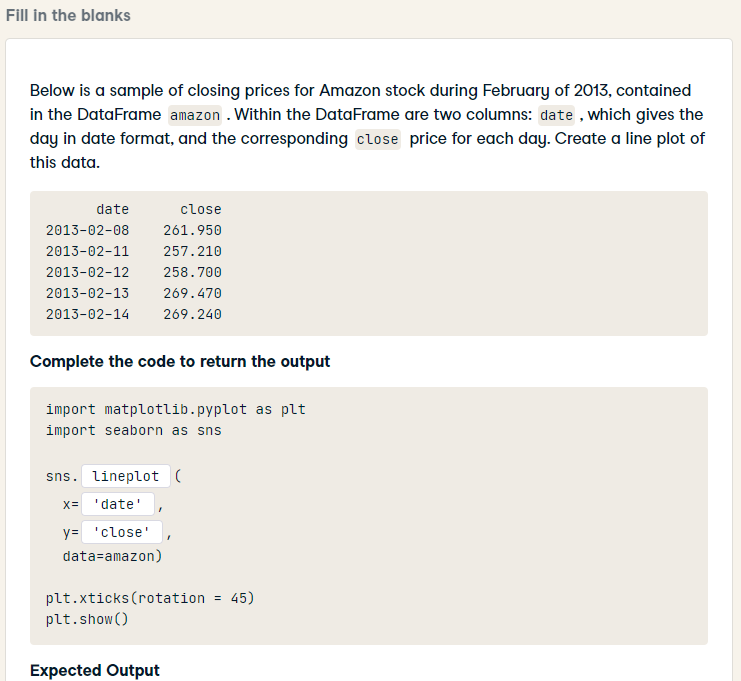 Fill in the blanks
Below is a sample of closing prices for Amazon stock during February of 2013, contained
in the DataFrame amazon . Within the DataFrame are two columns: date , which gives the
day in date format, and the corresponding close price for each day. Create a line plot of
this data.
date close
2013-02-08 261.950
2013-02-11 257.210
2013-02-12 258.700
2013-02-13 269.470
2013-02-14 269.240
Complete the code to return the output
import matplotlib.pyplot as plt
import seaborn as sns
sns. lineplot (
x= 'date' ,
y= 'close' ,
data=amazon)
plt.xticks(rotation = 45)
plt.show()
Expected Output